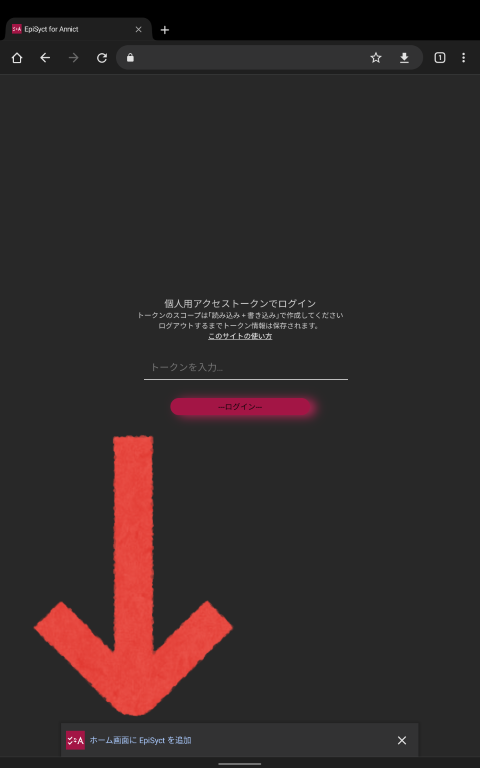 EpiSyct for Annict
1
個人用アクセストークンでログイン
トークンのスコープは｢読み込み + 書き込み｣で作成してください
ログアウトするまでトークン情報は保存されます。
このサイトの使い方
トークンを入力...
―ログイン―
ホーム画面に EpiSyct を追加